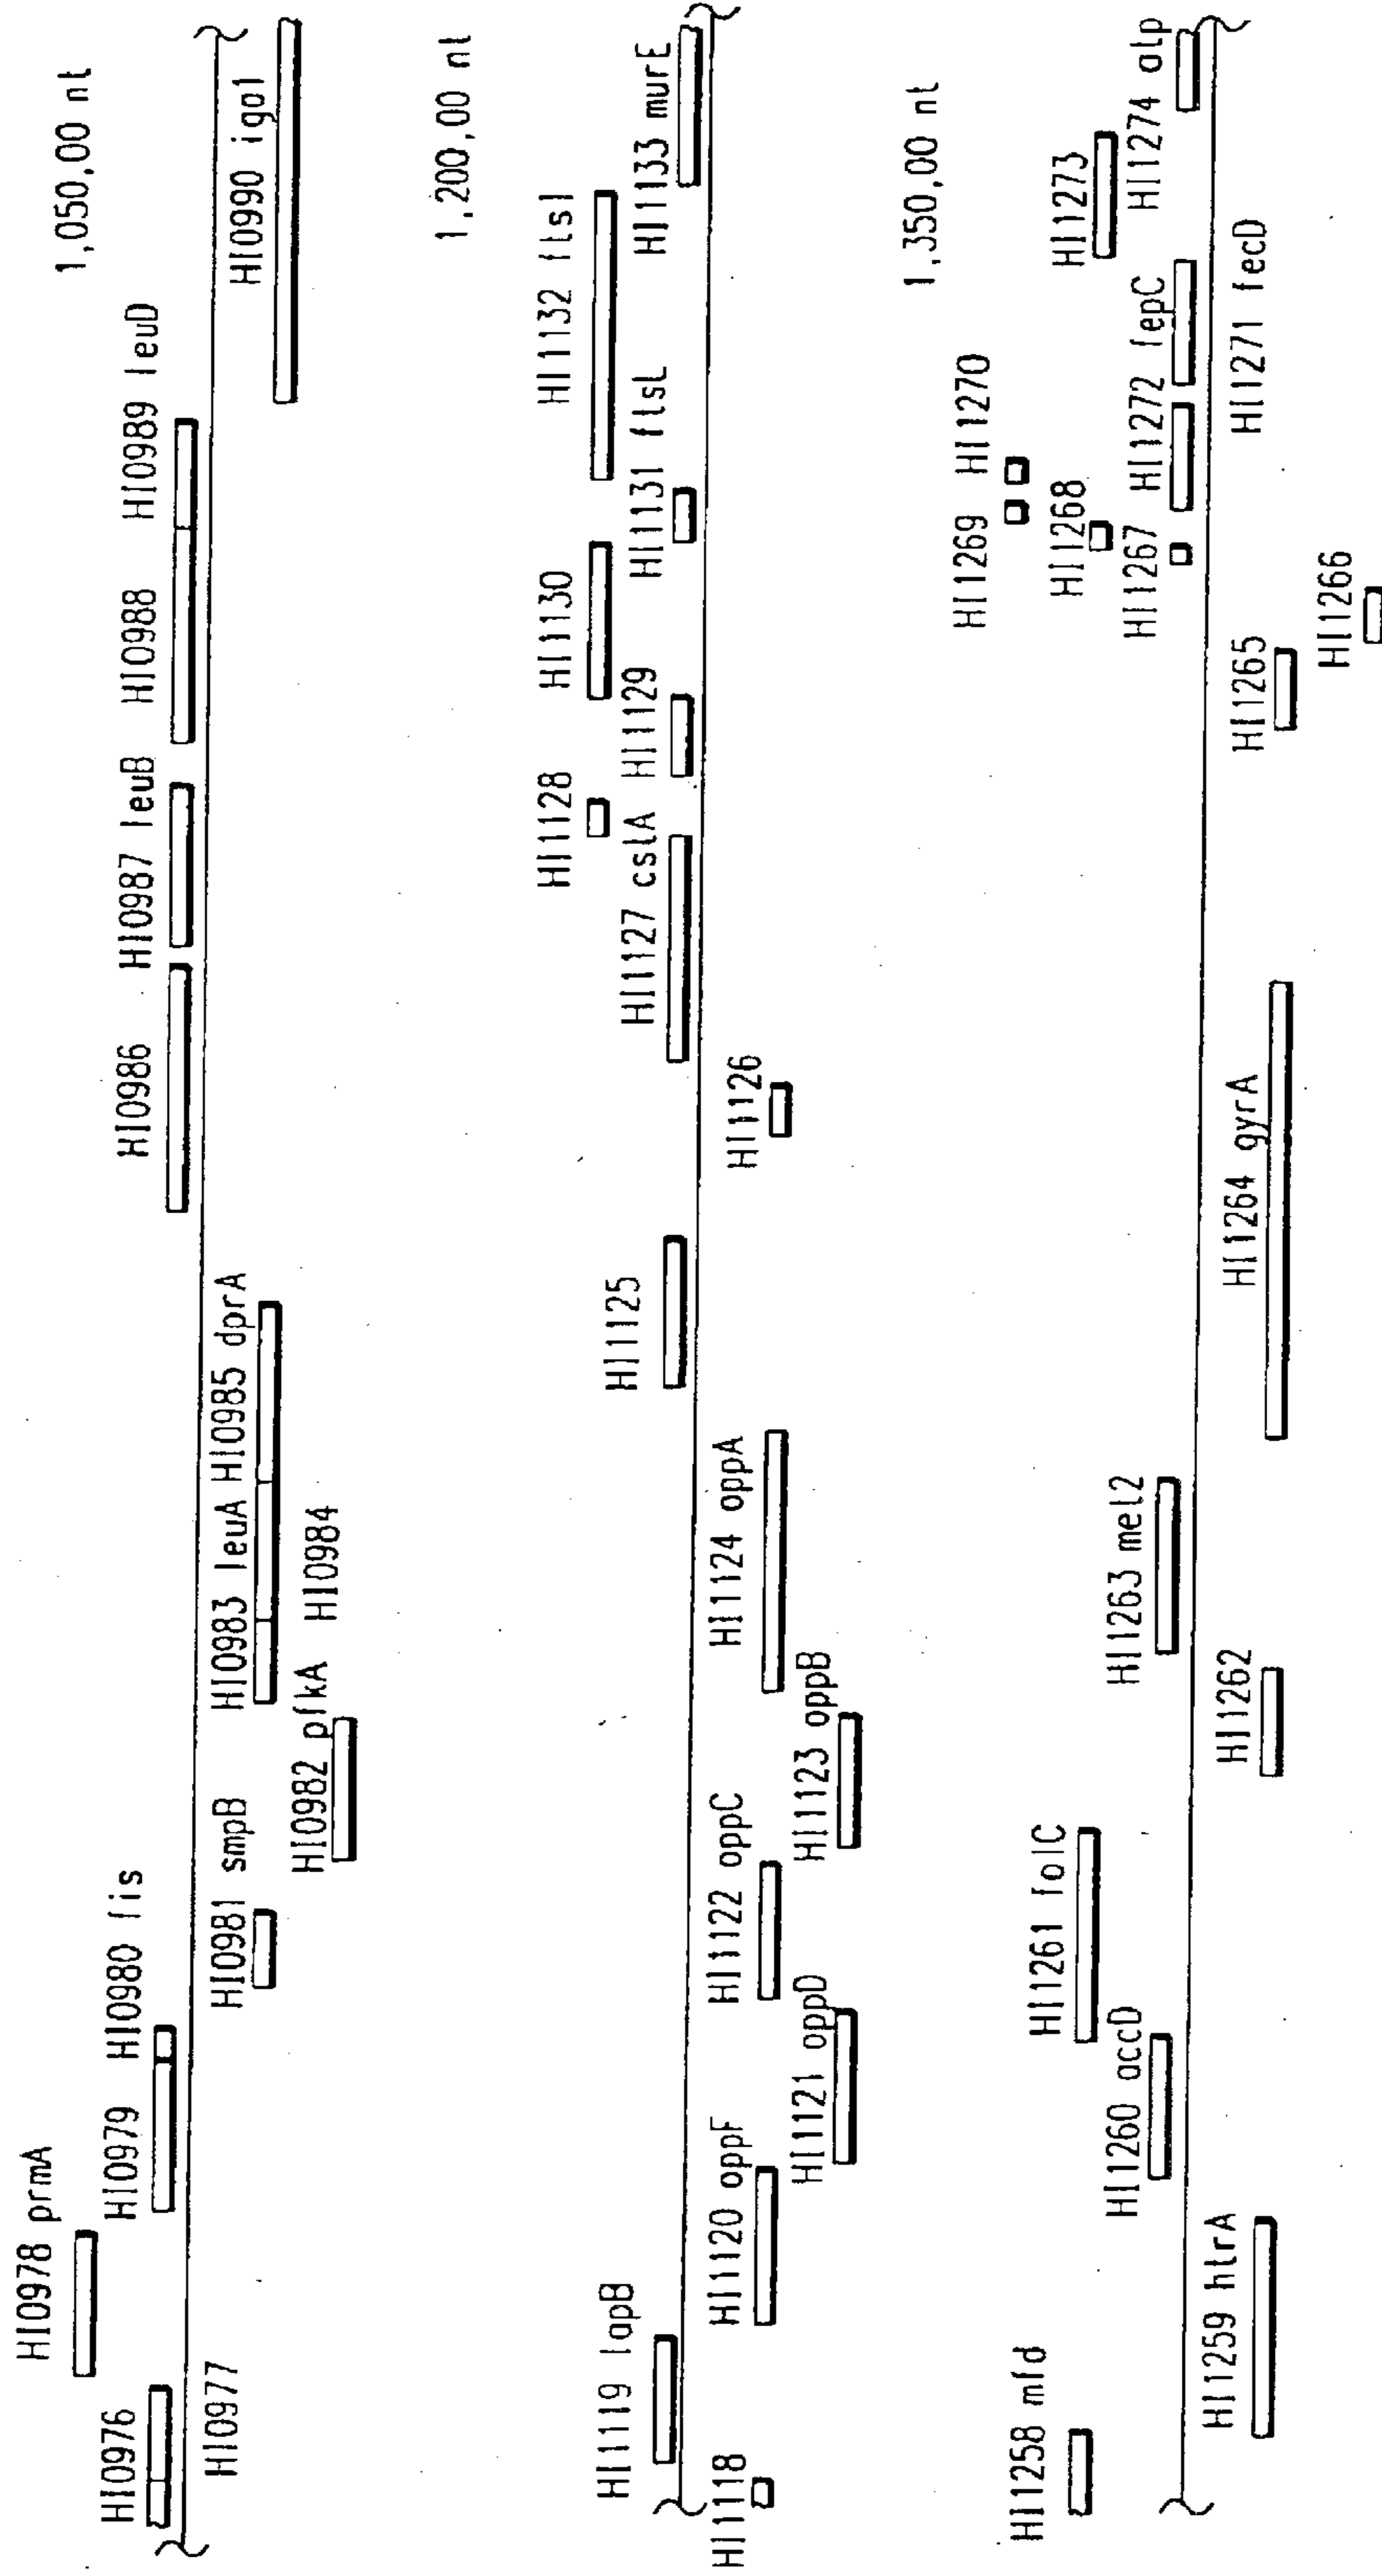 1,050,00 nt
HI0978 prmA
HI0976
HI0979
HI0980 fis
HI0986
HI0987 leuB
HI0988
HI0989 leuD
HI0977
HI0981 smpB
HI0983 leuA
HI0985 dprA
HI0990 iga1
HI0982 pfkA
HI0984
1,200,00 nt
HI1128
HI1130
HI1132 ftsI
HI1119 lapB
HI1125
HI1127 cstA
HI1129
HI1131 ftsL
HI1133 murE
HI1118
HI1120 oppF
HI1122 oppC
HI1124 oppA
HI1126
HI1121 oppD
HI1123 oppB
1,350,00 nt
HI1269
HI1270
HI1258 mfd
HI1261 folC
HI1268
HI1273
HI1260 accD
HI1263 met2
HI1267
HI1272 fepC
HI1274 atp
HI1259 htrA
HI1262
HI1264 gyrA
HI1265
HI1271 fecD
HI1266